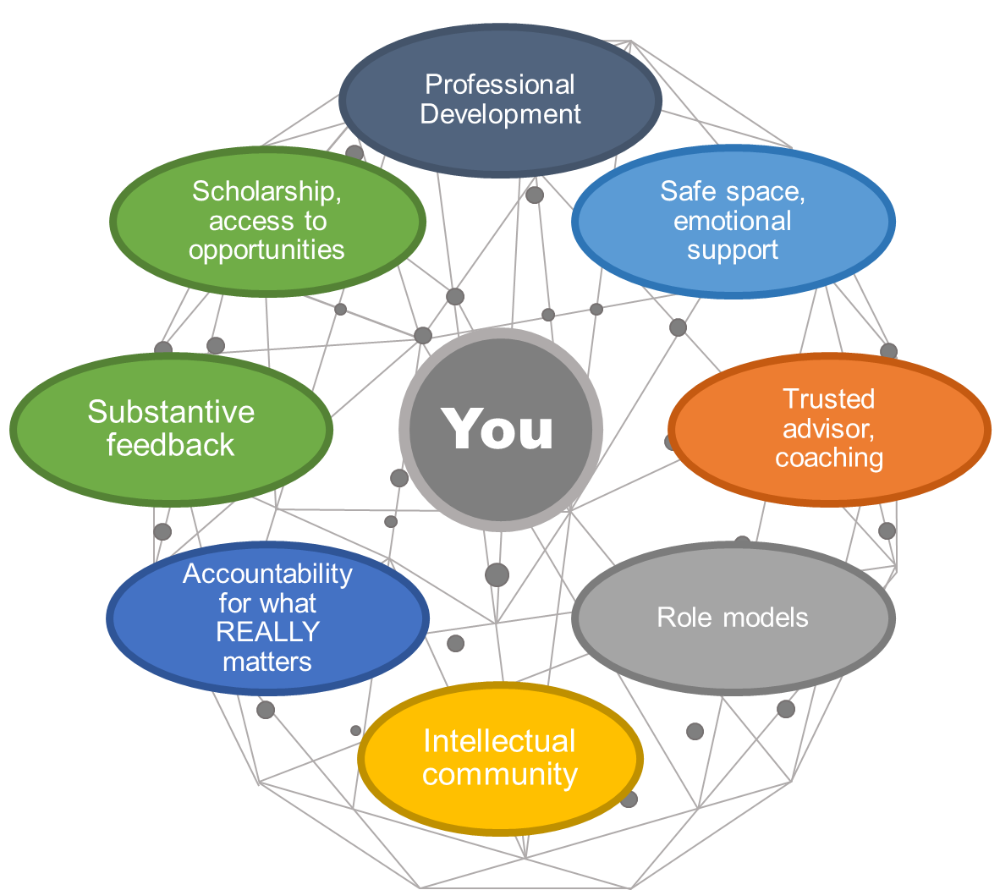 Professional
Development
Scholarship,
access to
opportunities
Safe space,
emotional
support
Substantive
feedback
You
Trusted
advisor,
coaching
Accountability
for what
REALLY
matters
Role models
Intellectual
community